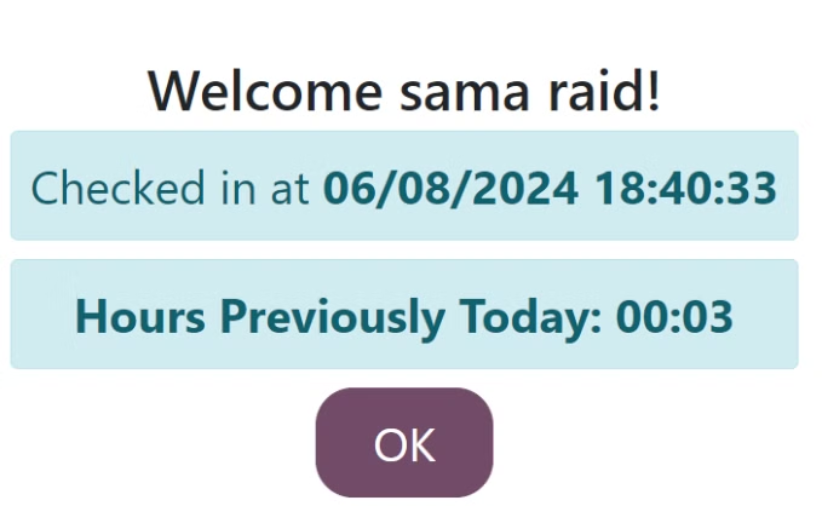 Welcome sama raid!
Checked in at 06/08/2024 18:40:33
Hours Previously Today: 00:03
OK